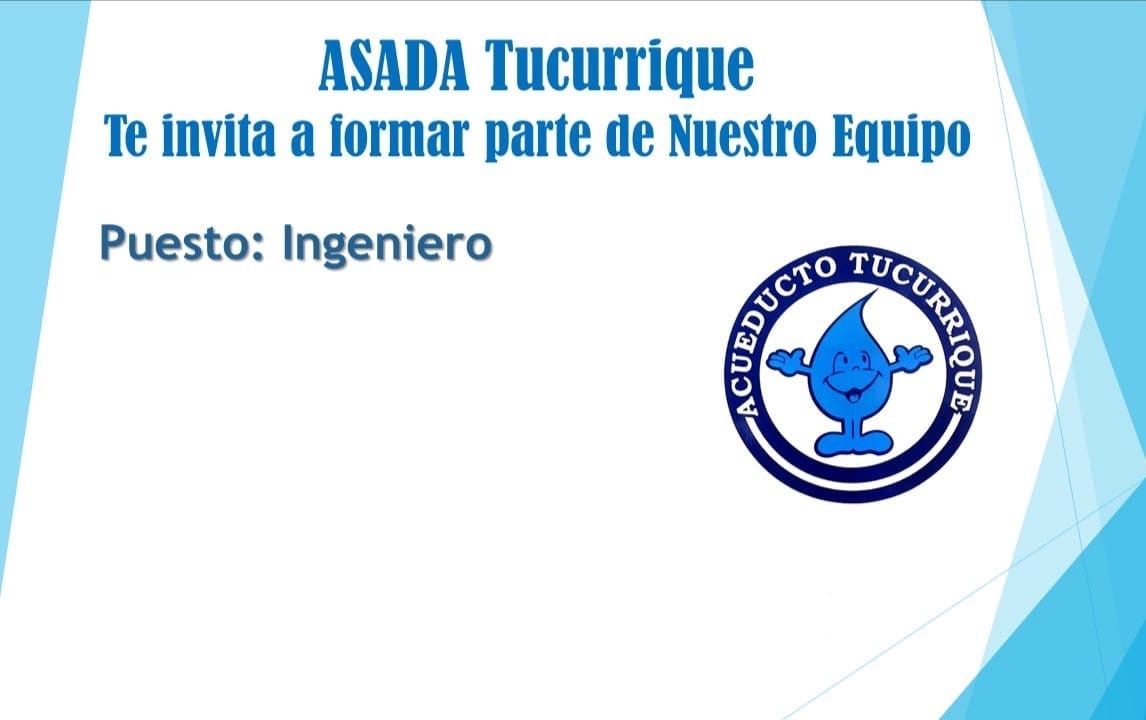 ASADA Tucurrique
Te invita a formar parte de Nuestro Equipo
Puesto: Ingeniero
ACUEDUCTO TUCURRIQUE